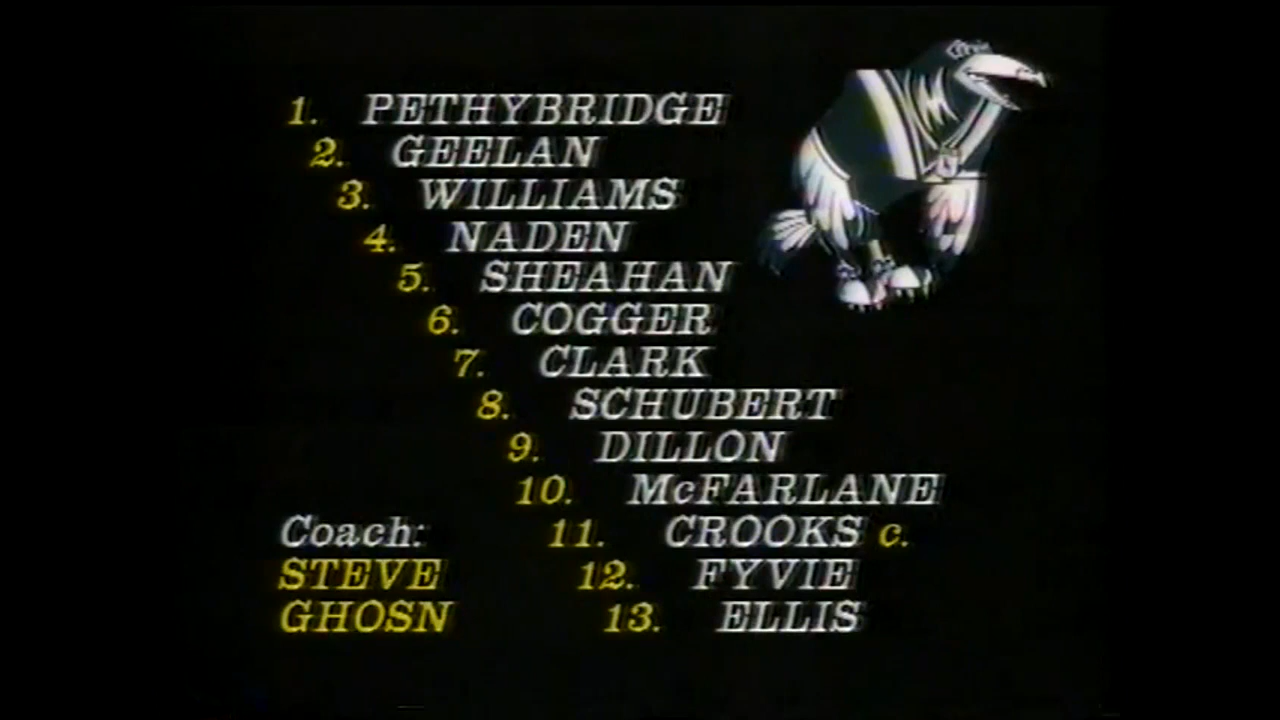 1. PETHYBRIDGE
2. GEELAN
3. WILLIAMS
4. NADEN
5. SHEAHAN
6. COGGER
7. CLARK
8. SCHUBERT
9. DILLON
10. McFARLANE
11. CROOKS c.
12. FYVIE
13. ELLIS
Coach:
STEVE
GHOSN